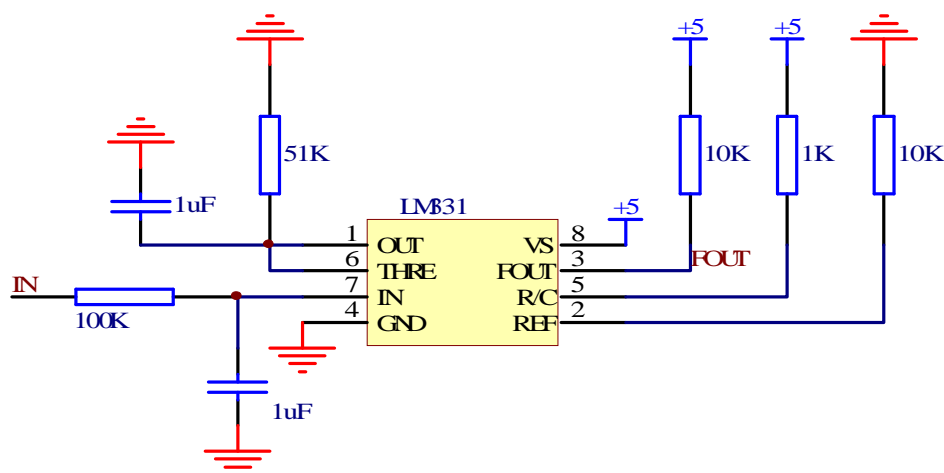 +5 +5
51K 10K 1K 10K
1uF LM331 +5
1 OUT VS 8
6 THRE FOUT 3 FOUT
IN 7 IN R/C 5
100K 4 GND REF 2
1uF